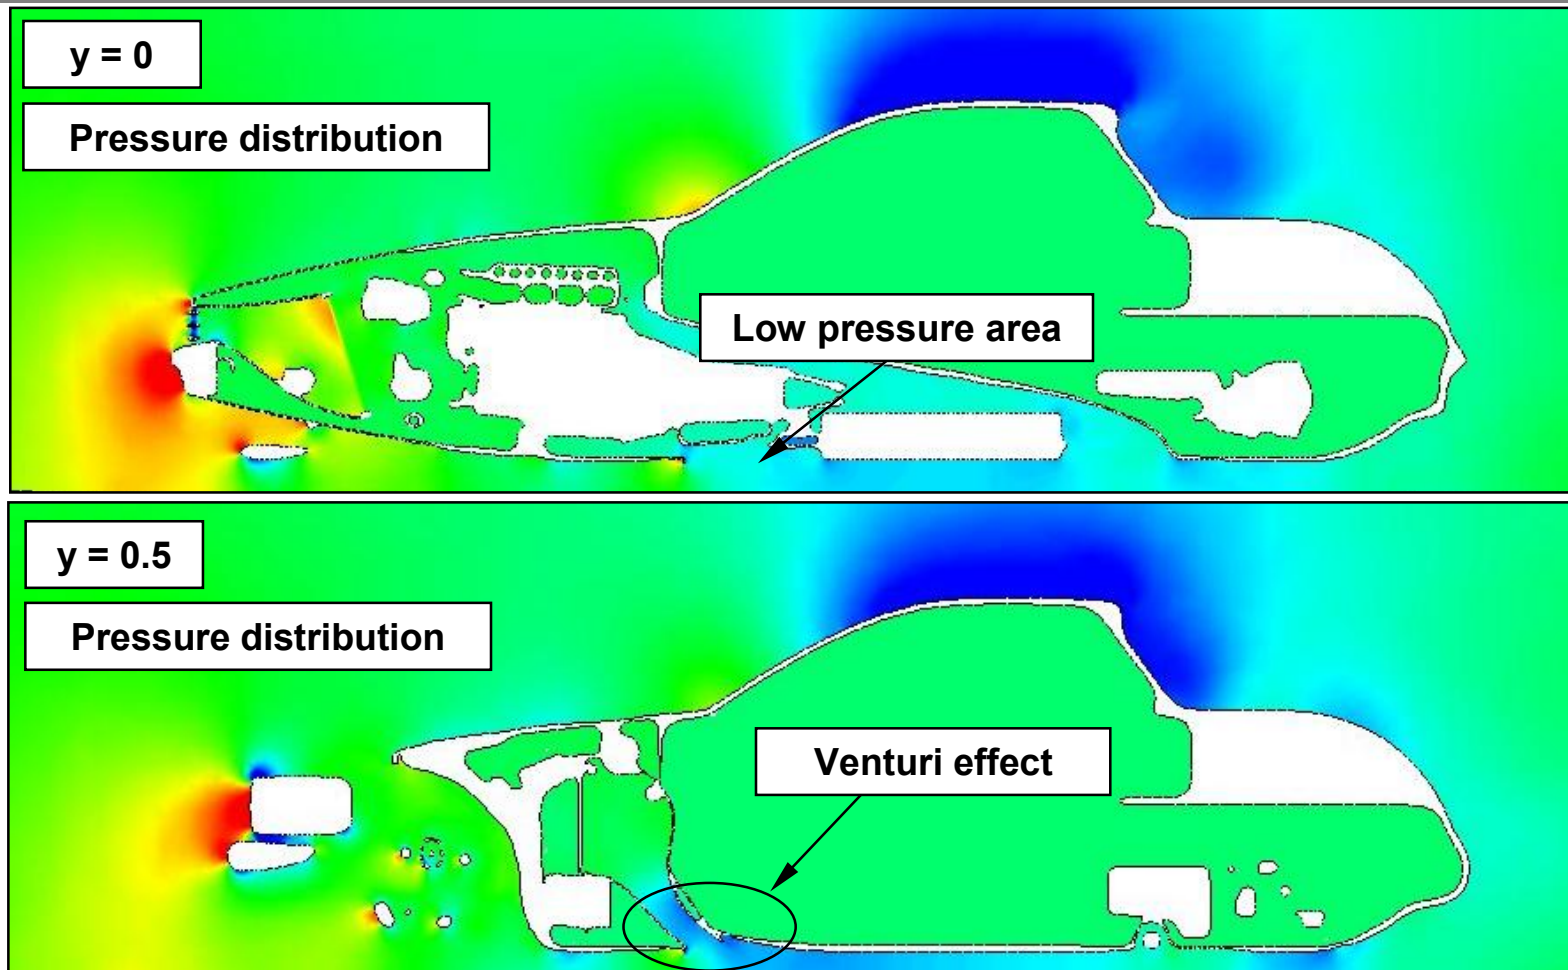 y = 0
Pressure distribution
Low pressure area
y = 0.5
Pressure distribution
Venturi effect